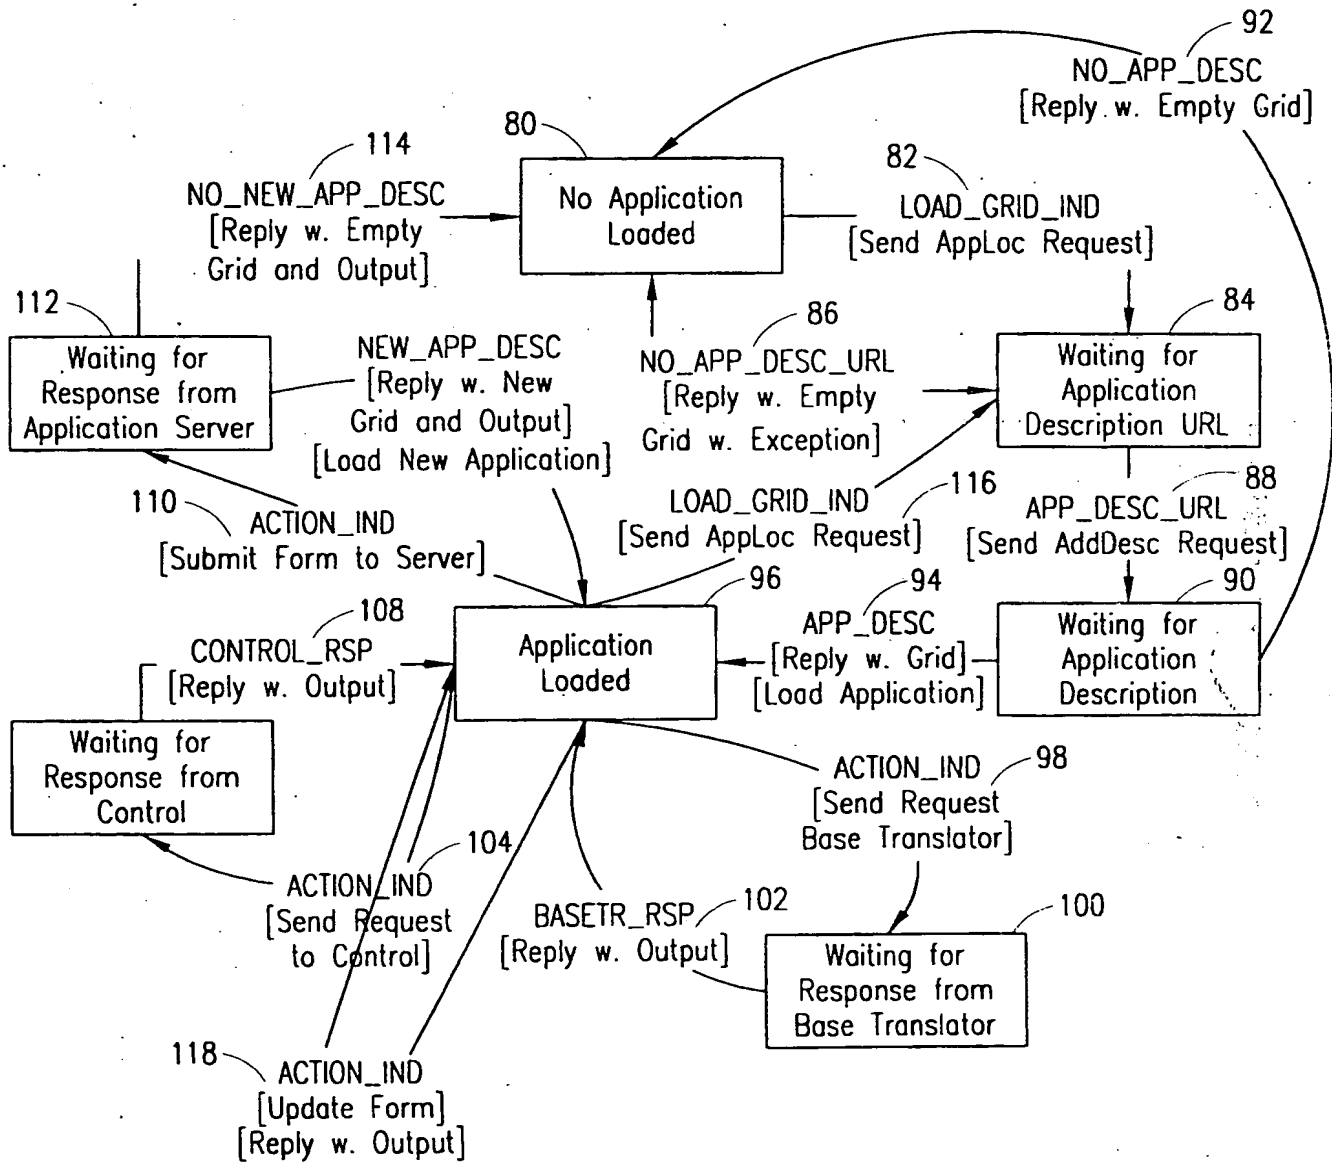 92
NO_APP_DESC
[Reply w. Empty Grid]
114
NO_NEW_APP_DESC
[Reply w. Empty
Grid and Output]
80
No Application
Loaded
82
LOAD_GRID_IND
[Send AppLoc Request]
112
Waiting for
Response from
Application Server
NEW_APP_DESC
[Reply w. New
Grid and Output]
[Load New Application]
86
NO_APP_DESC_URL
[Reply w. Empty
Grid w. Exception]
84
Waiting for
Application
Description URL
110
ACTION_IND
[Submit Form to Server]
LOAD_GRID_IND
[Send AppLoc Request]
116
88
APP_DESC_URL
[Send AddDesc Request]
108
CONTROL_RSP
[Reply w. Output]
96
Application
Loaded
94
APP_DESC
[Reply w. Grid]
[Load Application]
90
Waiting for
Application
Description
Waiting for
Response from
Control
104
ACTION_IND
[Send Request
to Control]
ACTION_IND
[Send Request
Base Translator]
98
BASETR_RSP
[Reply w. Output]
102
100
Waiting for
Response from
Base Translator
118
ACTION_IND
[Update Form]
[Reply w. Output]